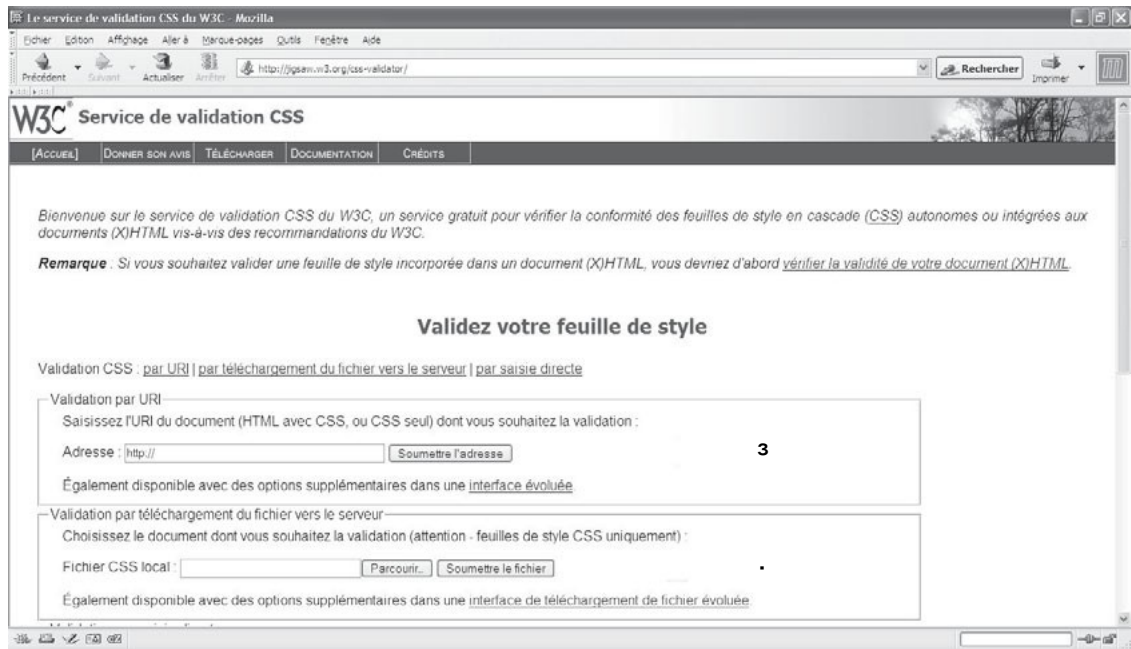 Le service de validation CSS du W3C - Mozilla
Fichier Edition Affichage Aller à Marque-pages Outils Fenêtre Aide
Précédent Suivant Actualiser Arrêter http://jigsaw.w3.org/css-validator/ Rechercher Imprimer
W3C® Service de validation CSS
[ACCUEIL] DONNER SON AVIS TÉLÉCHARGER DOCUMENTATION CRÉDITS
Bienvenue sur le service de validation CSS du W3C, un service gratuit pour vérifier la conformité des feuilles de style en cascade (CSS) autonomes ou intégrées aux
documents (X)HTML vis-à-vis des recommandations du W3C.
Remarque : Si vous souhaitez valider une feuille de style incorporée dans un document (X)HTML, vous devriez d'abord vérifier la validité de votre document (X)HTML.
Validez votre feuille de style
Validation CSS : par URI | par téléchargement du fichier vers le serveur | par saisie directe
Validation par URI
Saisissez l'URI du document (HTML avec CSS, ou CSS seul) dont vous souhaitez la validation :
Adresse : http:// Soumettre l'adresse 3
Également disponible avec des options supplémentaires dans une interface évoluée.
Validation par téléchargement du fichier vers le serveur
Choisissez le document dont vous souhaitez la validation (attention - feuilles de style CSS uniquement) :
Fichier CSS local : Parcourir... Soumettre le fichier .
Également disponible avec des options supplémentaires dans une interface de téléchargement de fichier évoluée.